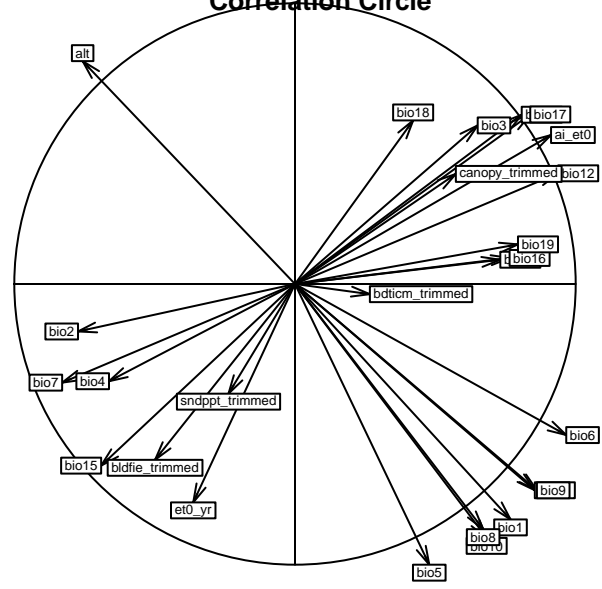 Correlation Circle
alt
bio18
bio3
bio17
ai_et0
canopy_trimmed
bio12
bio19
bio16
bdticm_trimmed
bio2
bio7
bio4
sndppt_trimmed
bio6
bio15
bldfie_trimmed
bio9
et0_yr
bio1
bio8
bio10
bio5